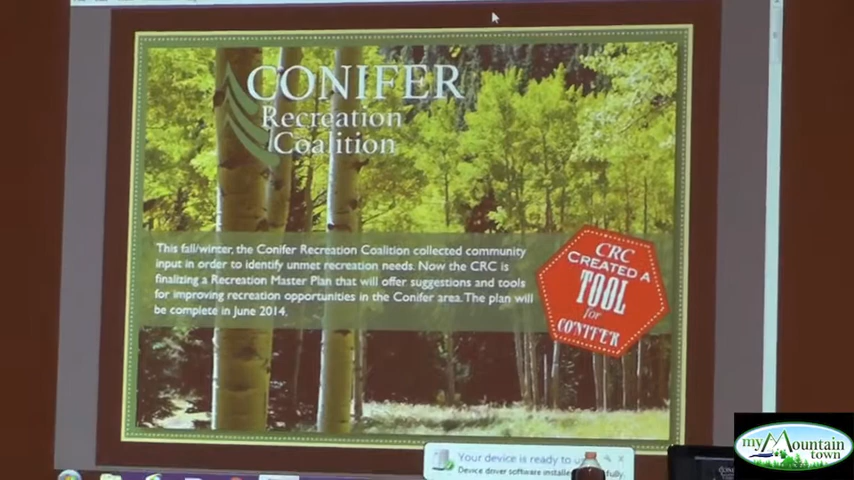 CONIFER
Recreation
Coalition
This fall/winter, the Conifer Recreation Coalition collected community
input in order to identify unmet recreation needs. Now the CRC is
finalizing a Recreation Master Plan that will offer suggestions and tools
for improving recreation opportunities in the Conifer area. The plan will
be complete in June 2014.
CRC
CREATED A
TOOL
for
CONIFER
Your device is ready to
Device driver software
my Mountain
town